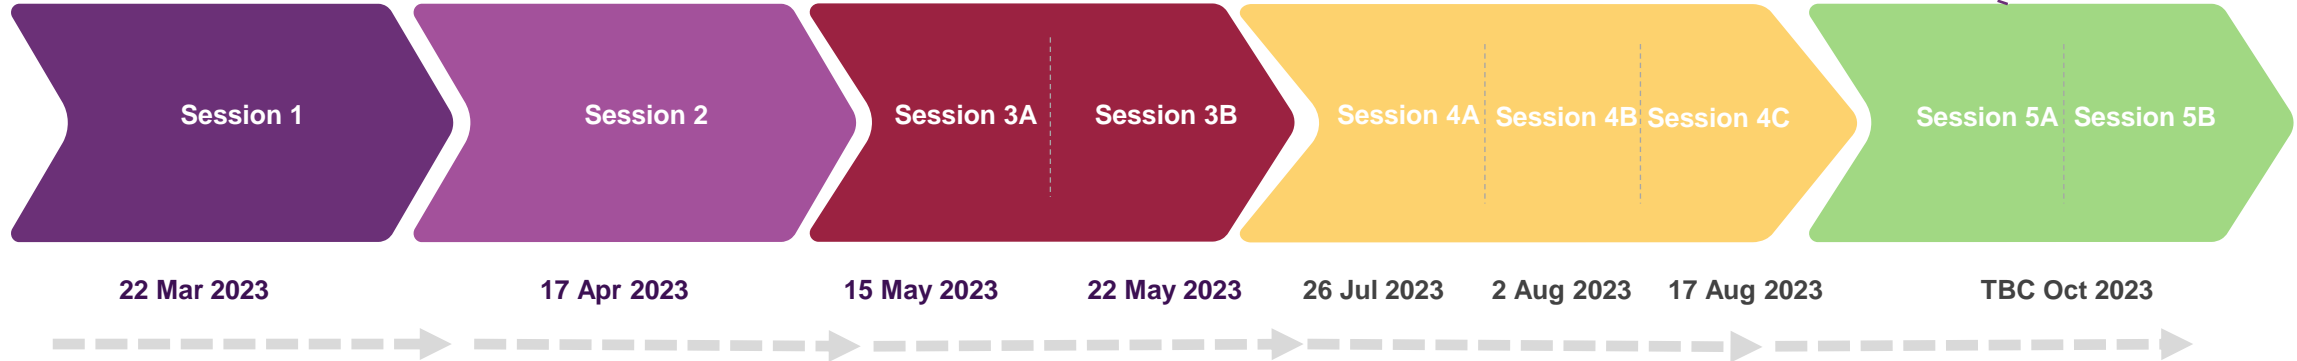 Session 1
Session 2
Session 3A
Session 3B
Session 4A
Session 4B
Session 4C
Session 5A
Session 5B
22 Mar 2023
17 Apr 2023
15 May 2023
22 May 2023
26 Jul 2023
2 Aug 2023
17 Aug 2023
TBC Oct 2023